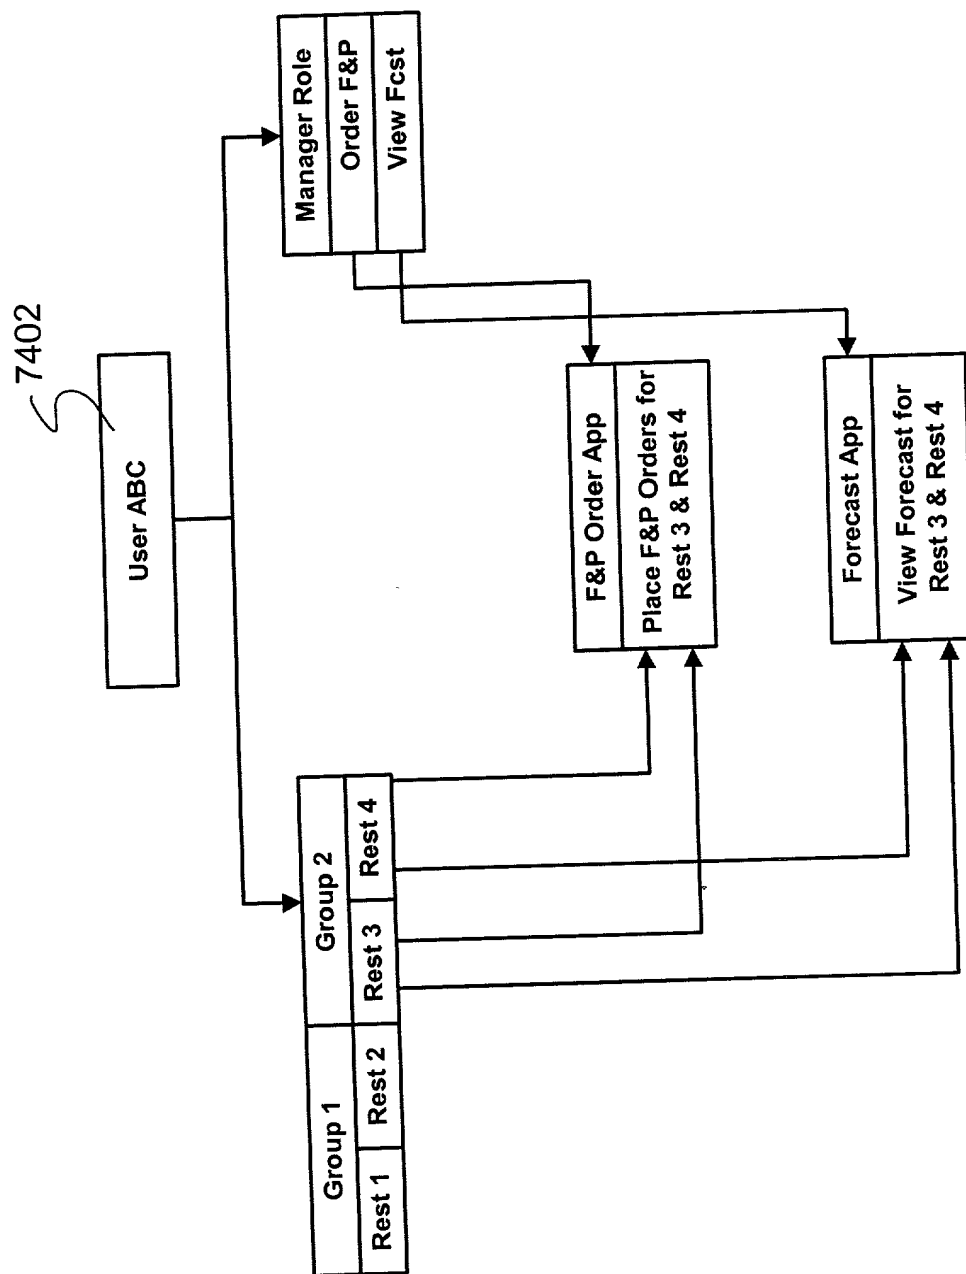 7402
User ABC
Group 1
Group 2
Rest 1
Rest 2
Rest 3
Rest 4
Manager Role
Order F&P
View Fcst
F&P Order App
Place F&P Orders for
Rest 3 & Rest 4
Forecast App
View Forecast for
Rest 3 & Rest 4